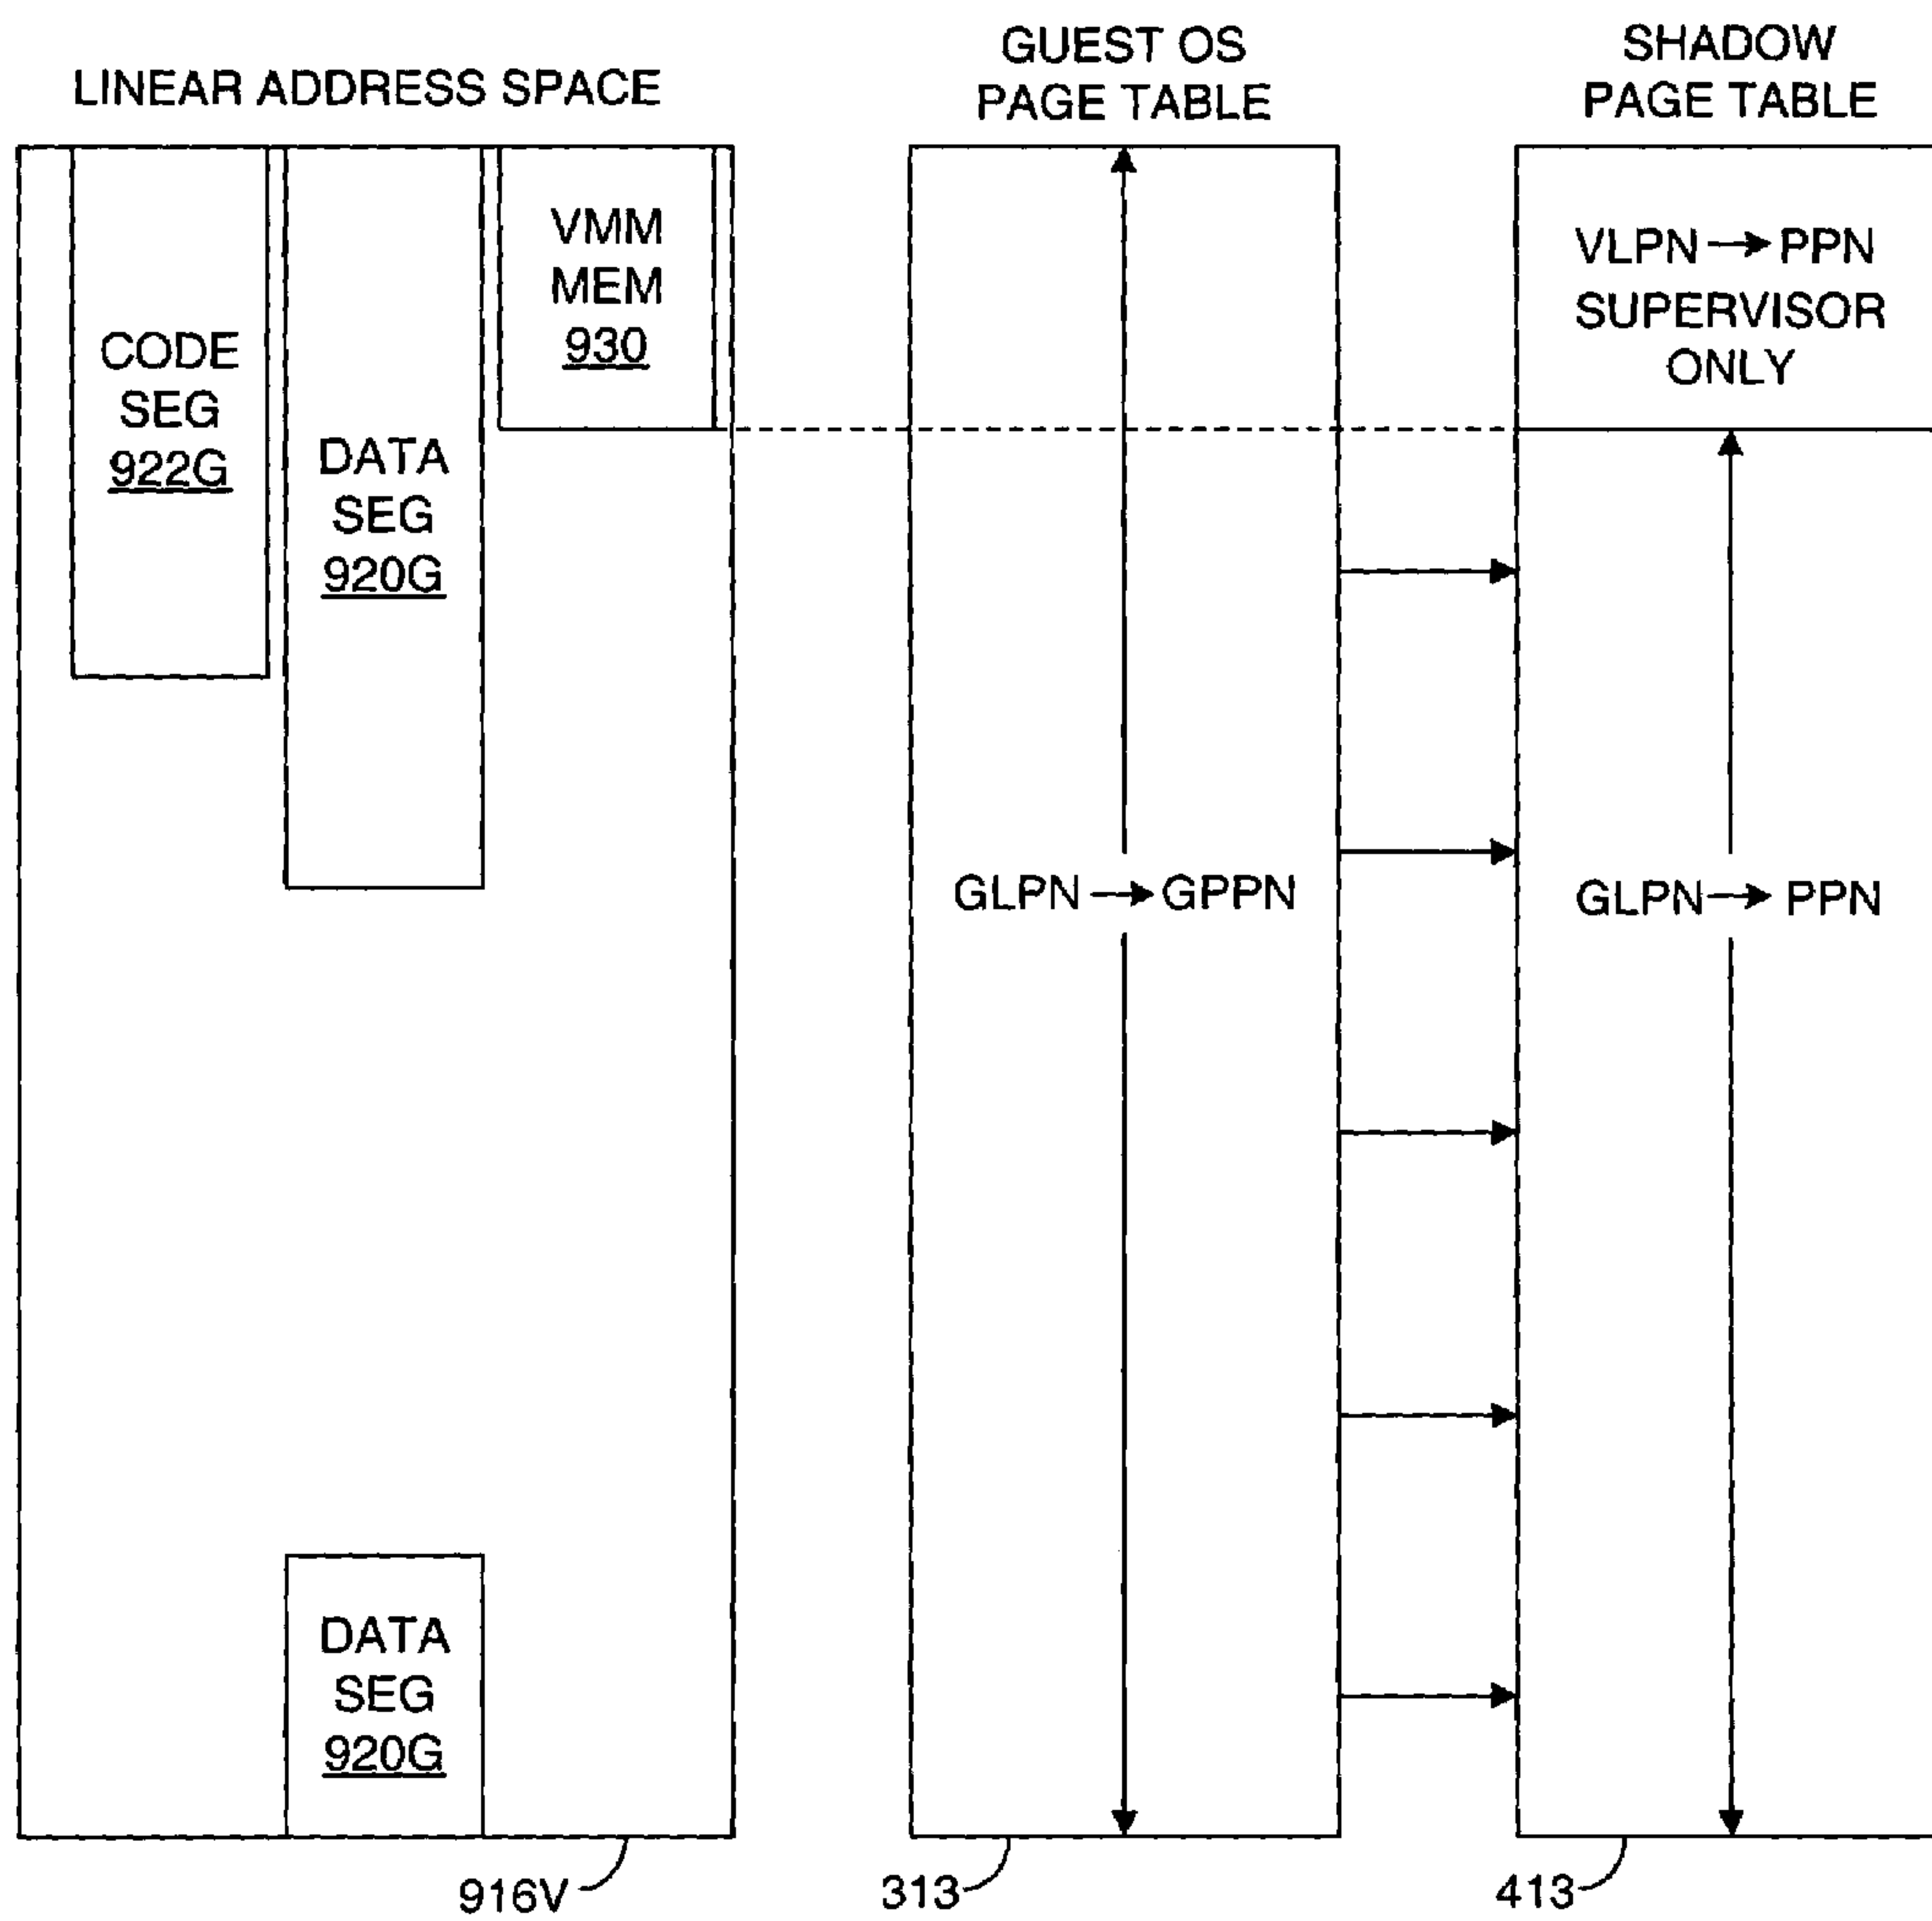 LINEAR ADDRESS SPACE
GUEST OS
PAGE TABLE
SHADOW
PAGE TABLE
CODE
SEG
922G
DATA
SEG
920G
VMM
MEM
930
VLPN → PPN
SUPERVISOR
ONLY
GLPN → GPPN
GLPN → PPN
DATA
SEG
920G
916V
313
413